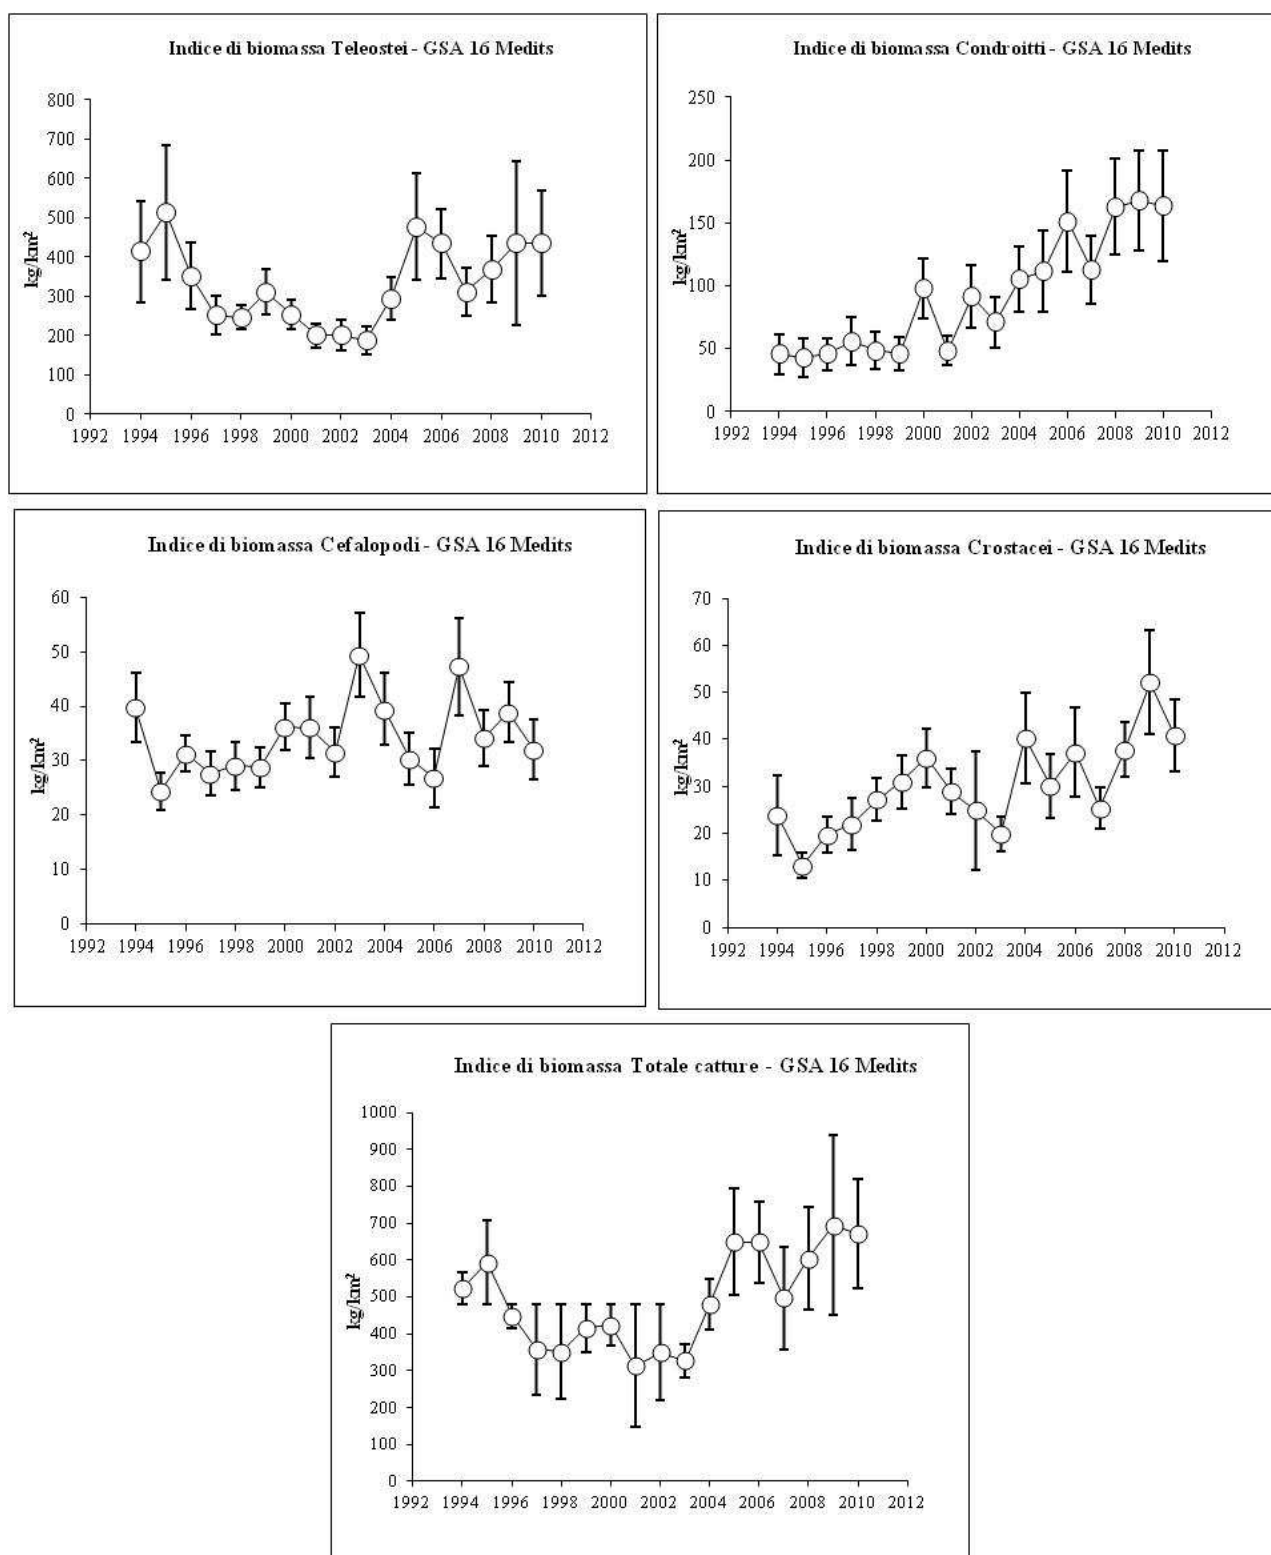 Indice di biomassa Teleostei - GSA 16 Medits
800
700
600
500
400
300
200
100
0
kg/km²
1992 1994 1996 1998 2000 2002 2004 2006 2008 2010 2012
Indice di biomassa Condroitti - GSA 16 Medits
250
200
150
100
50
0
kg/km²
1992 1994 1996 1998 2000 2002 2004 2006 2008 2010 2012
Indice di biomassa Cefalopodi - GSA 16 Medits
60
50
40
30
20
10
0
kg/km²
1992 1994 1996 1998 2000 2002 2004 2006 2008 2010 2012
Indice di biomassa Crostacei - GSA 16 Medits
70
60
50
40
30
20
10
0
kg/km²
1992 1994 1996 1998 2000 2002 2004 2006 2008 2010 2012
Indice di biomassa Totale catture - GSA 16 Medits
1000
900
800
700
600
500
400
300
200
100
0
kg/km²
1992 1994 1996 1998 2000 2002 2004 2006 2008 2010 2012